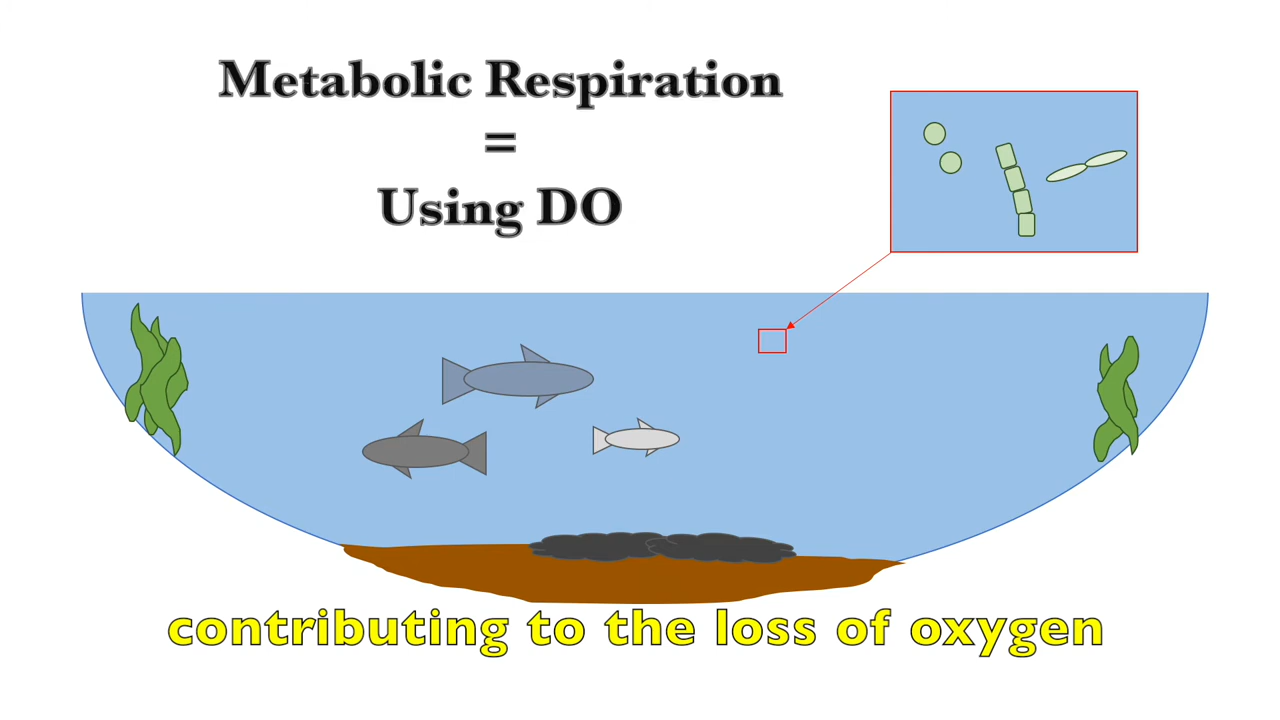 Metabolic Respiration
=
Using DO
contributing to the loss of oxygen